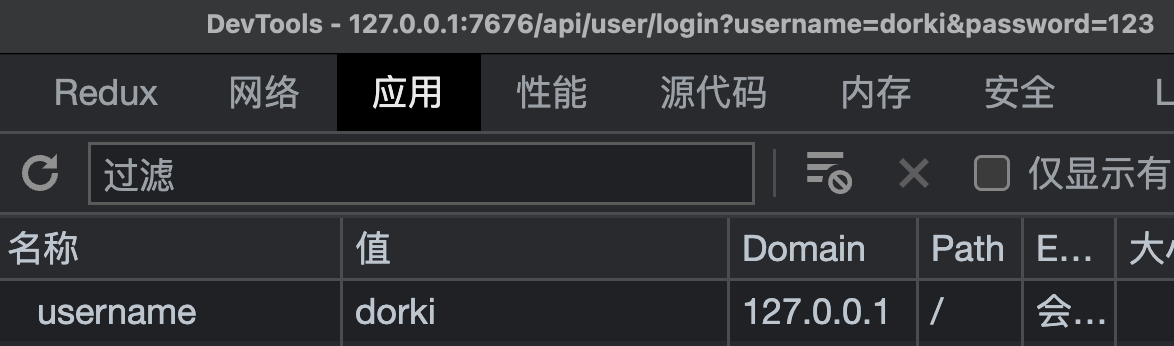 DevTools - 127.0.0.1:7676/api/user/login?username=dorki&password=123
Redux 网络 应用 性能 源代码 内存 安全 L
过滤 仅显示有
名称 值 Domain Path E... 大小
username dorki 127.0.0.1 / 会...